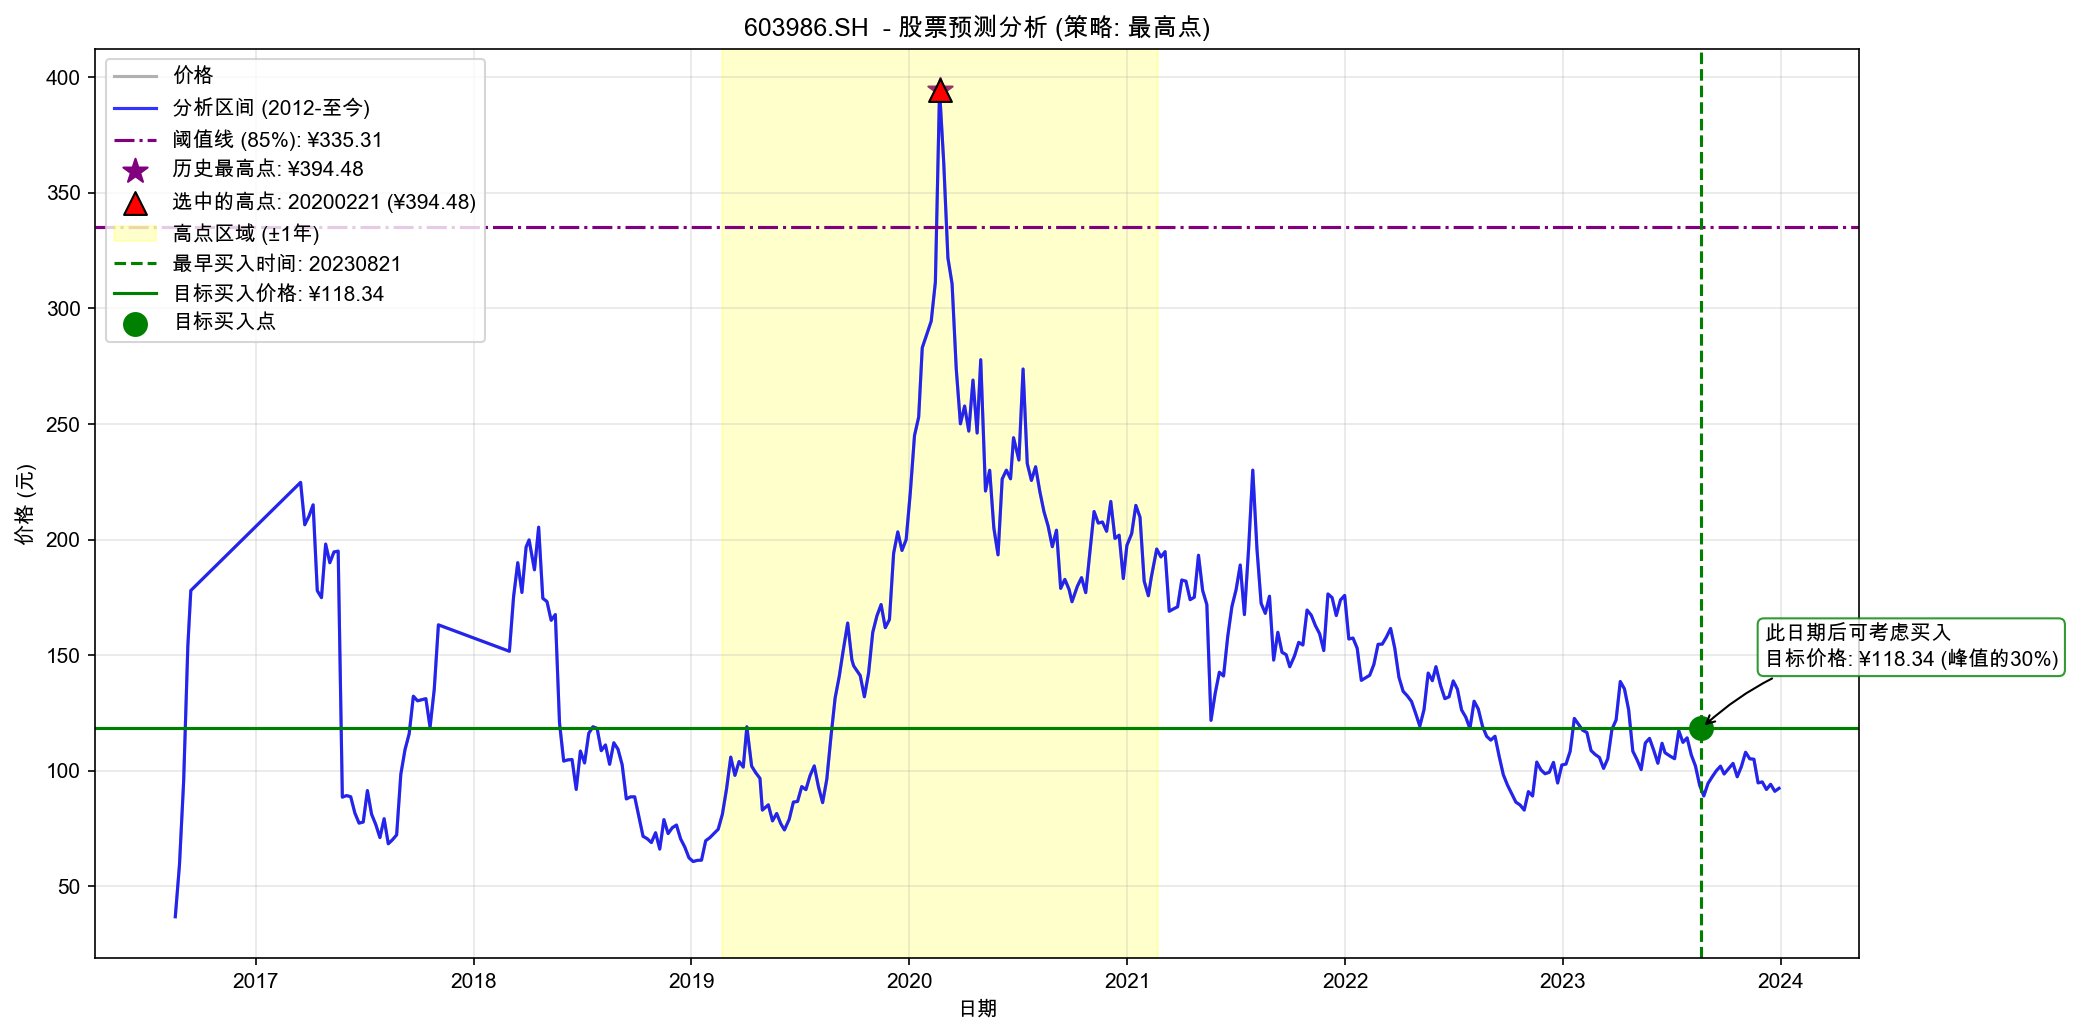 603986.SH - 股票预测分析 (策略: 最高点)
价格
分析区间 (2012-至今)
阈值线 (85%): ¥335.31
历史最高点: ¥394.48
选中的高点: 20200221 (¥394.48)
高点区域 (±1年)
最早买入时间: 20230821
目标买入价格: ¥118.34
目标买入点
400
350
300
250
200
150
100
50
价格 (元)
此日期后可考虑买入
目标价格: ¥118.34 (峰值的30%)
2017
2018
2019
2020
2021
2022
2023
2024
日期